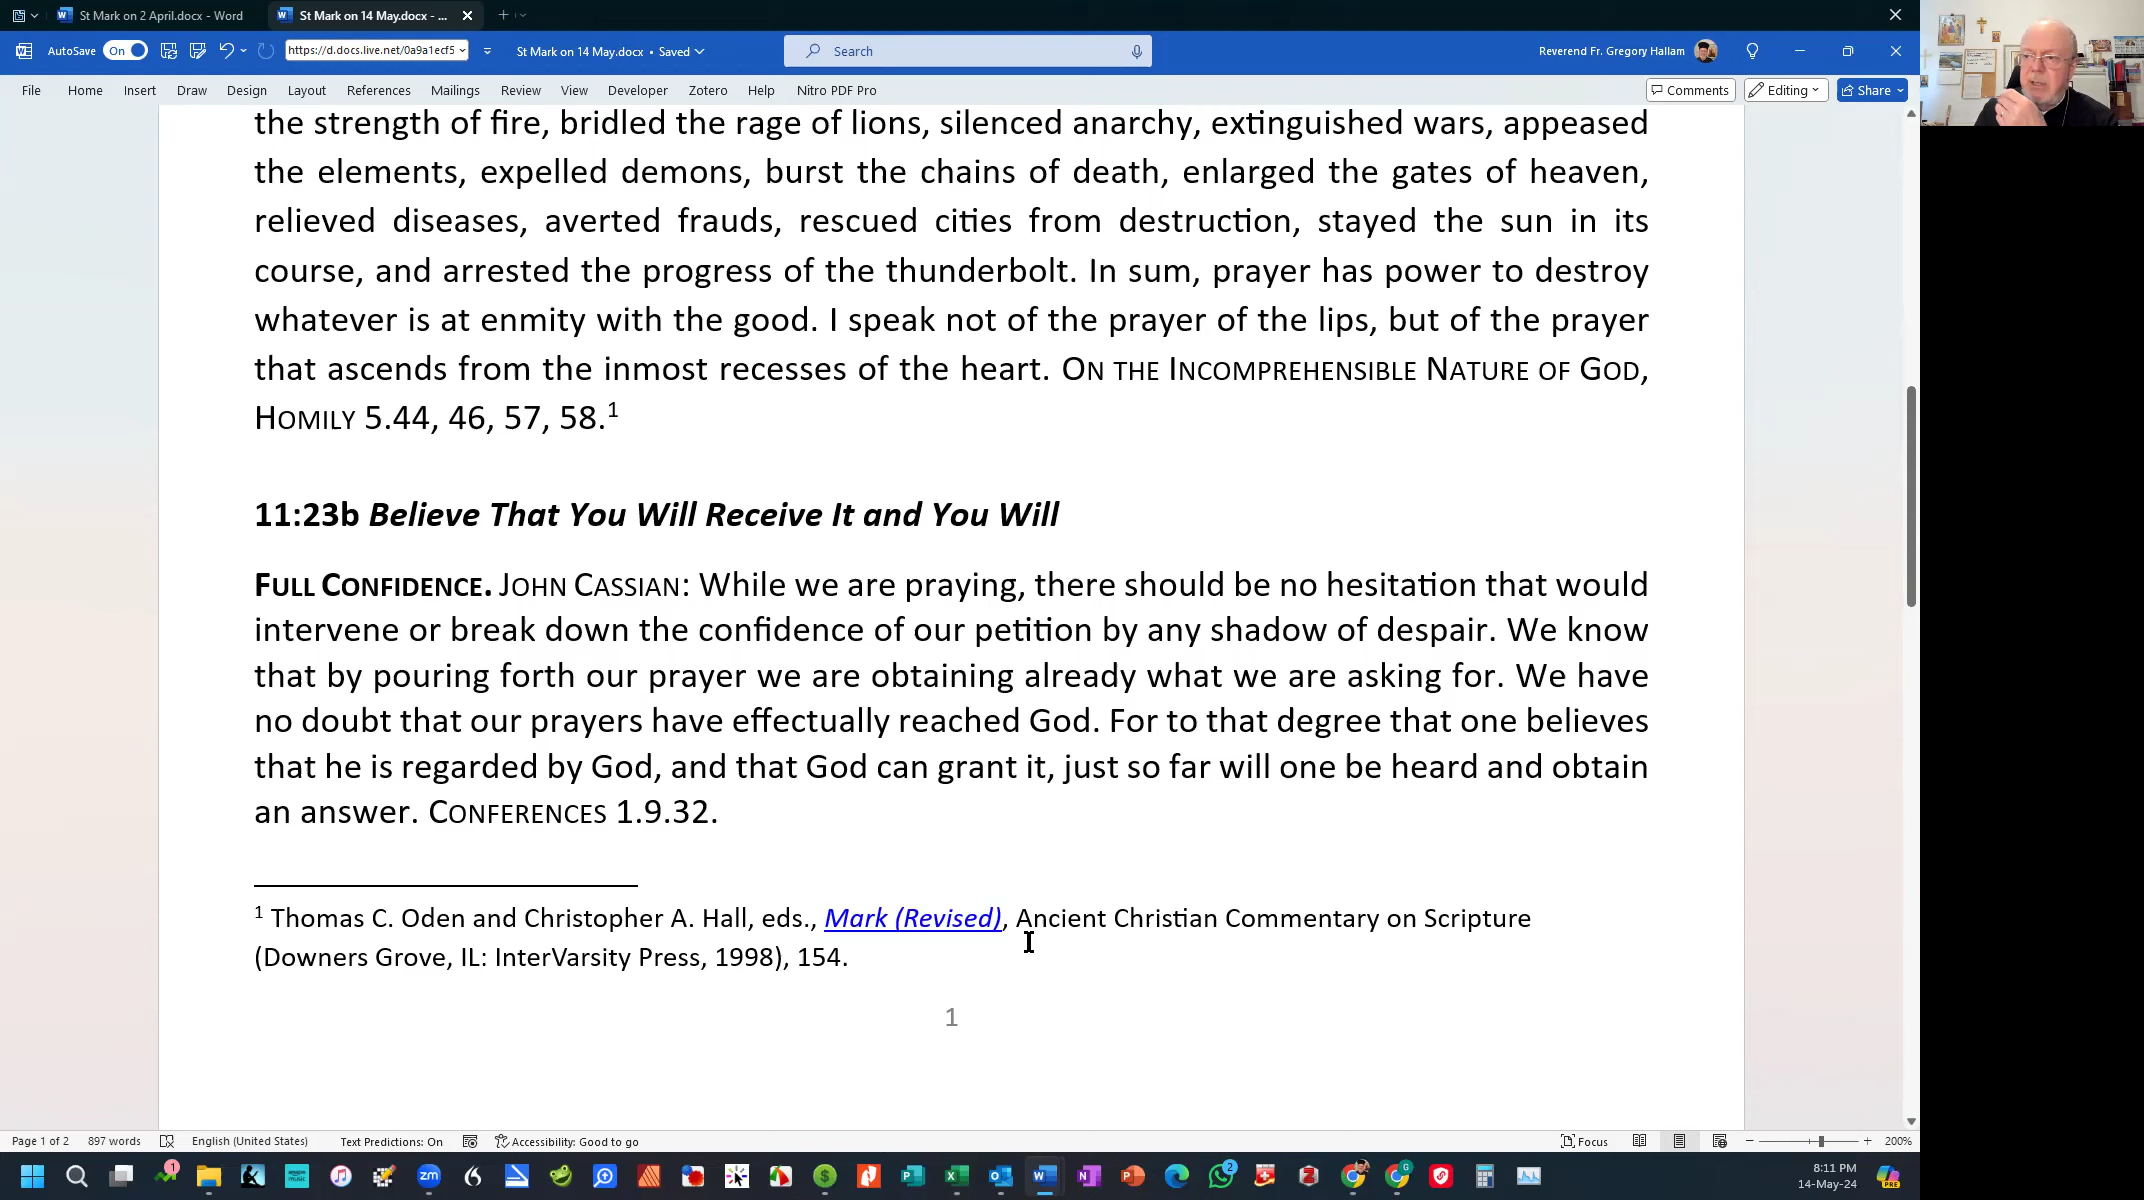 St Mark on 2 April.docx - Word
St Mark on 14 May.docx - ...
AutoSave On
https://d.docs.live.net/0a9a1ecf5
St Mark on 14 May.docx • Saved
Search
Reverend Fr. Gregory Hallam
File Home Insert Draw Design Layout References Mailings Review View Developer Zotero Help Nitro PDF Pro
Comments Editing Share
the strength of fire, bridled the rage of lions, silenced anarchy, extinguished wars, appeased
the elements, expelled demons, burst the chains of death, enlarged the gates of heaven,
relieved diseases, averted frauds, rescued cities from destruction, stayed the sun in its
course, and arrested the progress of the thunderbolt. In sum, prayer has power to destroy
whatever is at enmity with the good. I speak not of the prayer of the lips, but of the prayer
that ascends from the inmost recesses of the heart. ON THE INCOMPREHENSIBLE NATURE OF GOD,
HOMILY 5.44, 46, 57, 58.1
11:23b Believe That You Will Receive It and You Will
FULL CONFIDENCE. JOHN CASSIAN: While we are praying, there should be no hesitation that would
intervene or break down the confidence of our petition by any shadow of despair. We know
that by pouring forth our prayer we are obtaining already what we are asking for. We have
no doubt that our prayers have effectually reached God. For to that degree that one believes
that he is regarded by God, and that God can grant it, just so far will one be heard and obtain
an answer. CONFERENCES 1.9.32.
1 Thomas C. Oden and Christopher A. Hall, eds., Mark (Revised), Ancient Christian Commentary on Scripture
(Downers Grove, IL: InterVarsity Press, 1998), 154.
1
Page 1 of 2 897 words English (United States) Text Predictions: On Accessibility: Good to go
Focus 200%
8:11 PM
14-May-24